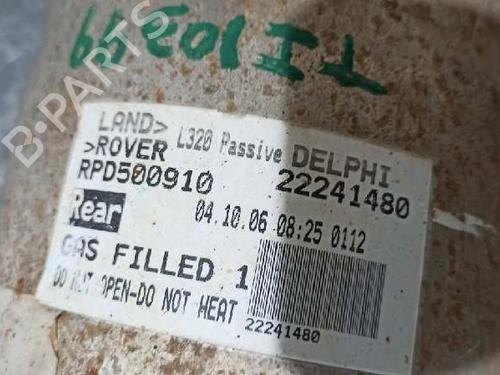 LAND>
>ROVER L320 Passive DELPHI
RPD500910 22241480
Rear 04.10.06 08:25 0112
GAS FILLED 1
DO NOT OPEN-DO NOT HEAT
22241480
B-PARTS